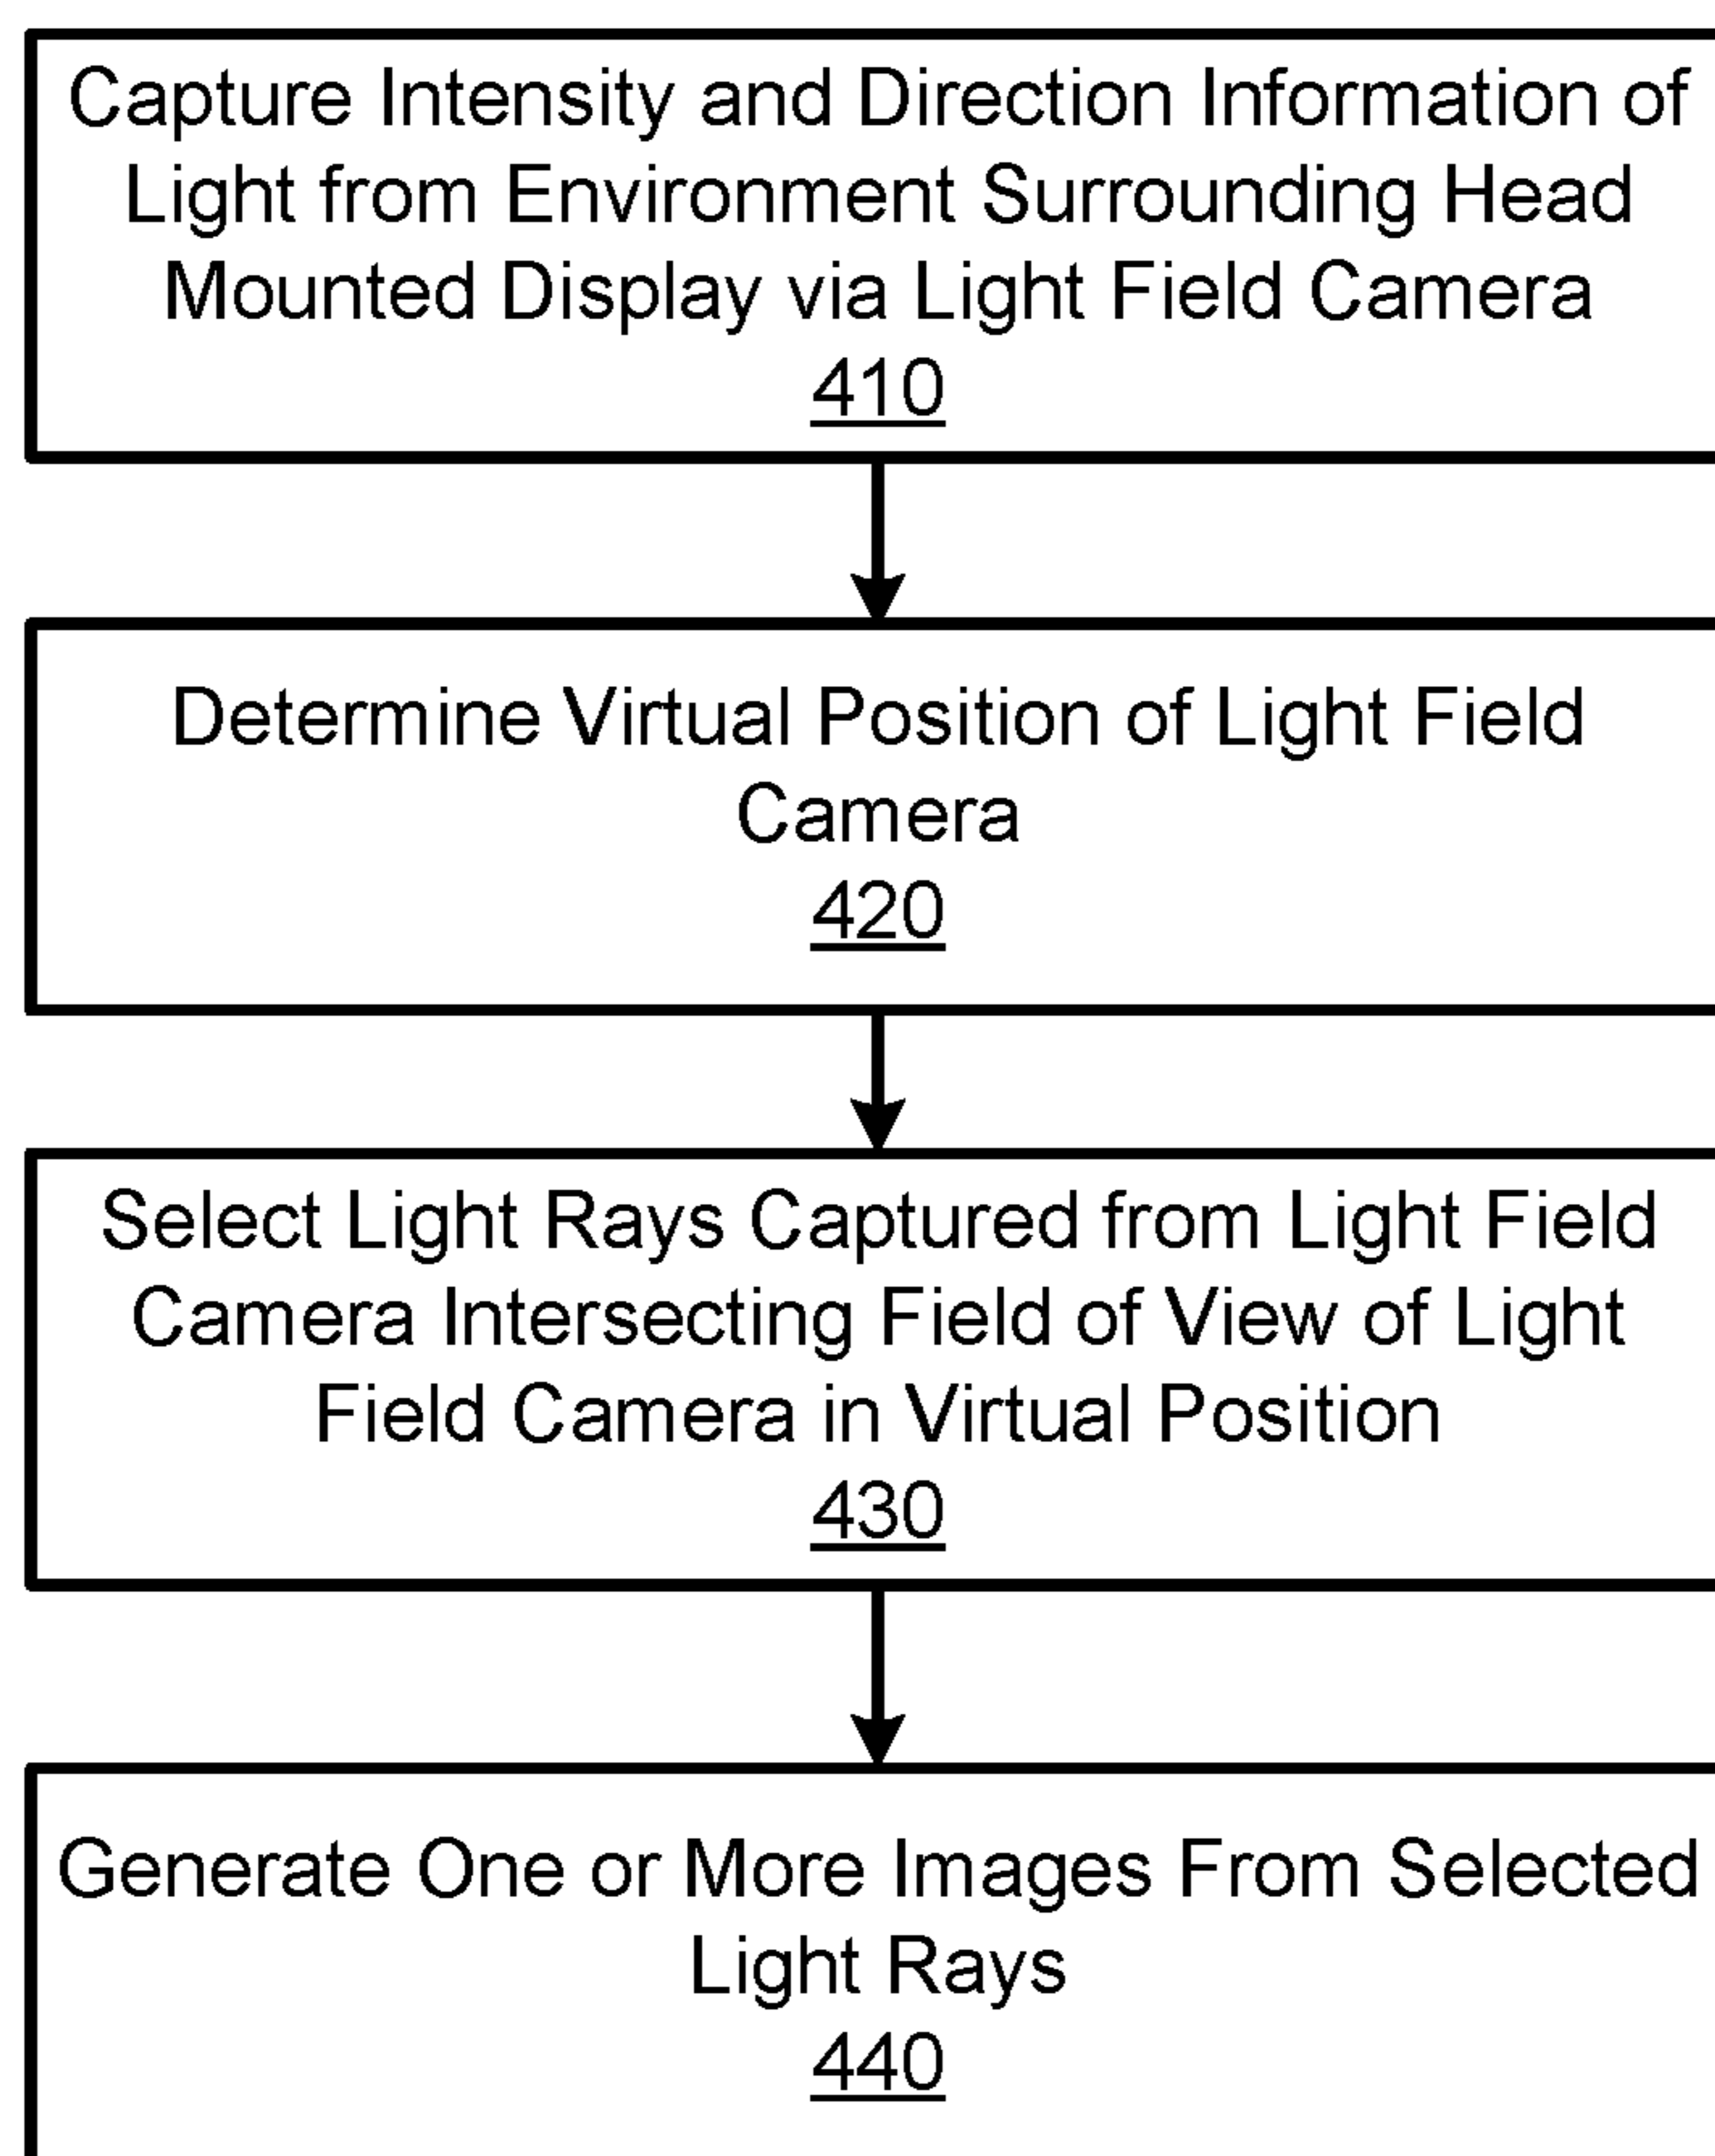 Capture Intensity and Direction Information of
Light from Environment Surrounding Head
Mounted Display via Light Field Camera
410
Determine Virtual Position of Light Field
Camera
420
Select Light Rays Captured from Light Field
Camera Intersecting Field of View of Light
Field Camera in Virtual Position
430
Generate One or More Images From Selected
Light Rays
440